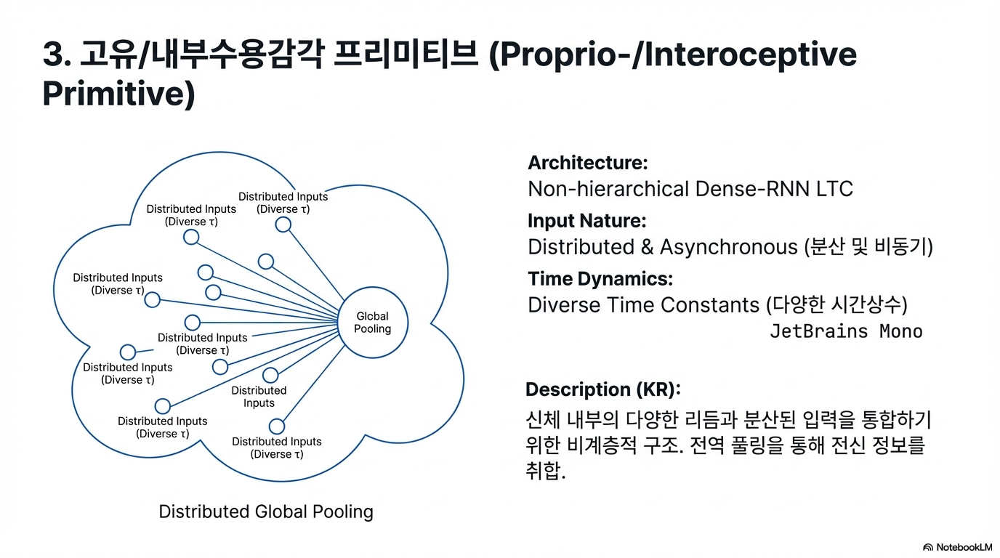 3. 고유/내부수용감각 프리미티브 (Proprio-/Interoceptive
Primitive)
Distributed Inputs
(Diverse τ)
Distributed Inputs
(Diverse τ)
Distributed Inputs
(Diverse τ)
Distributed Inputs
(Diverse τ)
Distributed Inputs
(Diverse τ)
Distributed
Inputs
Distributed Inputs
(Diverse τ)
Distributed Inputs
(Diverse τ)
Glcbal
Pooling
Distributed Global Pooling
Architecture:
Non-hierarchical Dense-RNN LTC
Input Nature:
Distributed & Asynchronous (분산 및 비동기)
Time Dynamics:
Diverse Time Constants (다양한 시간상수)
JetBrains Mono
Description (KR):
신체 내부의 다양한 리듬과 분산된 입력을 통합하기
위한 비계층적 구조. 전역 풀링을 통해 전신 정보를
취합.
NotebookLM